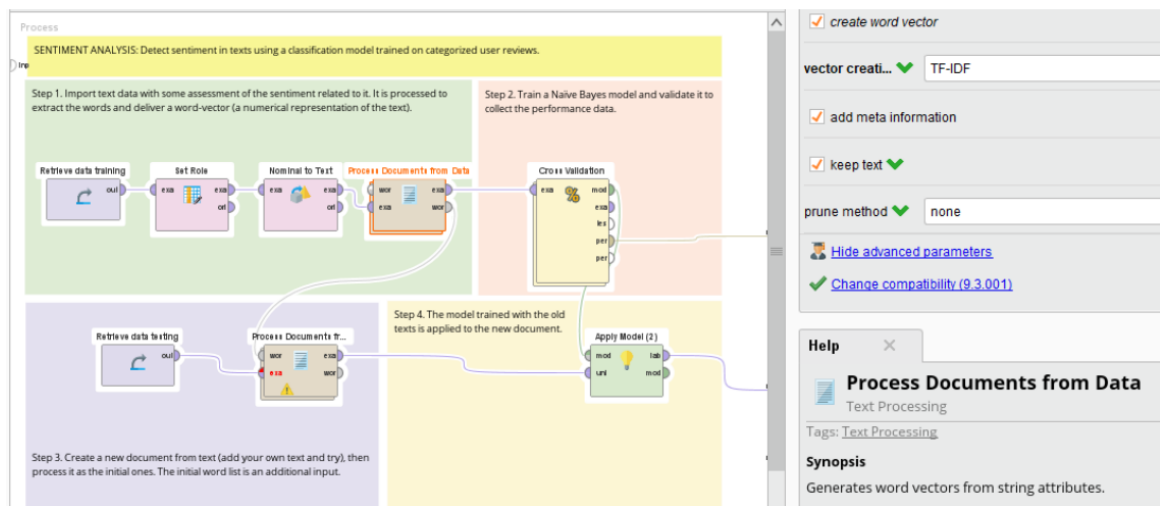 Process
Inp
SENTIMENT ANALYSIS: Detect sentiment in texts using a classification model trained on categorized user reviews.
Step 1. Import text data with some assessment of the sentiment related to it. It is processed to
extract the words and deliver a word-vector (a numerical representation of the text).
Step 2. Train a Naïve Bayes model and validate it to
collect the performance data.
Retrieve data training
out
Set Role
exa exa
ori
Nominal to Text
exa exa
ori
Process Documents from Data
wor exa
exa wor
Cross Validation
exa mod
exa
tes
per
per
Retrieve data testing
out
Process Documents fr...
wor exa
exa wor
Step 4. The model trained with the old
texts is applied to the new document.
Apply Model (2)
mod lab
unl mod
Step 3. Create a new document from text (add your own text and try), then
process it as the initial ones. The initial word list is an additional input.
create word vector
vector creati... TF-IDF
add meta information
keep text
prune method none
Hide advanced parameters
Change compatibility (9.3.001)
Help
Process Documents from Data
Text Processing
Tags: Text Processing
Synopsis
Generates word vectors from string attributes.